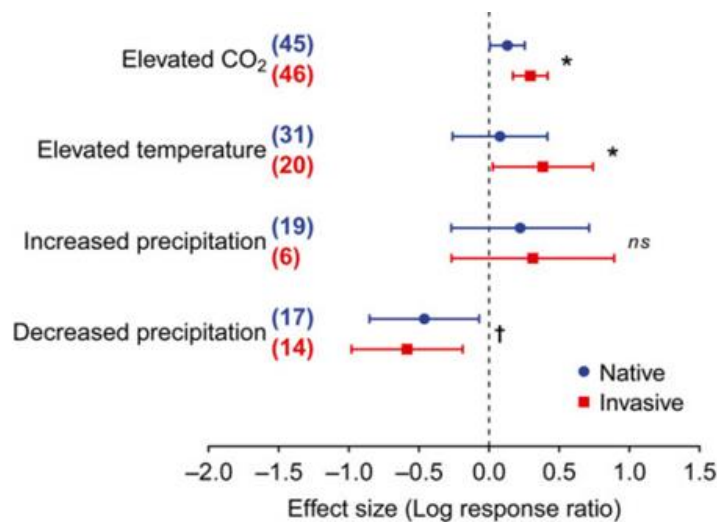 (45)
Elevated CO₂
(46)
*
(31)
Elevated temperature
(20)
*
(19)
Increased precipitation
(6)
ns
(17)
Decreased precipitation
(14)
†
Native
Invasive
–2.0 –1.5 –1.0 –0.5 0.0 0.5 1.0 1.5
Effect size (Log response ratio)